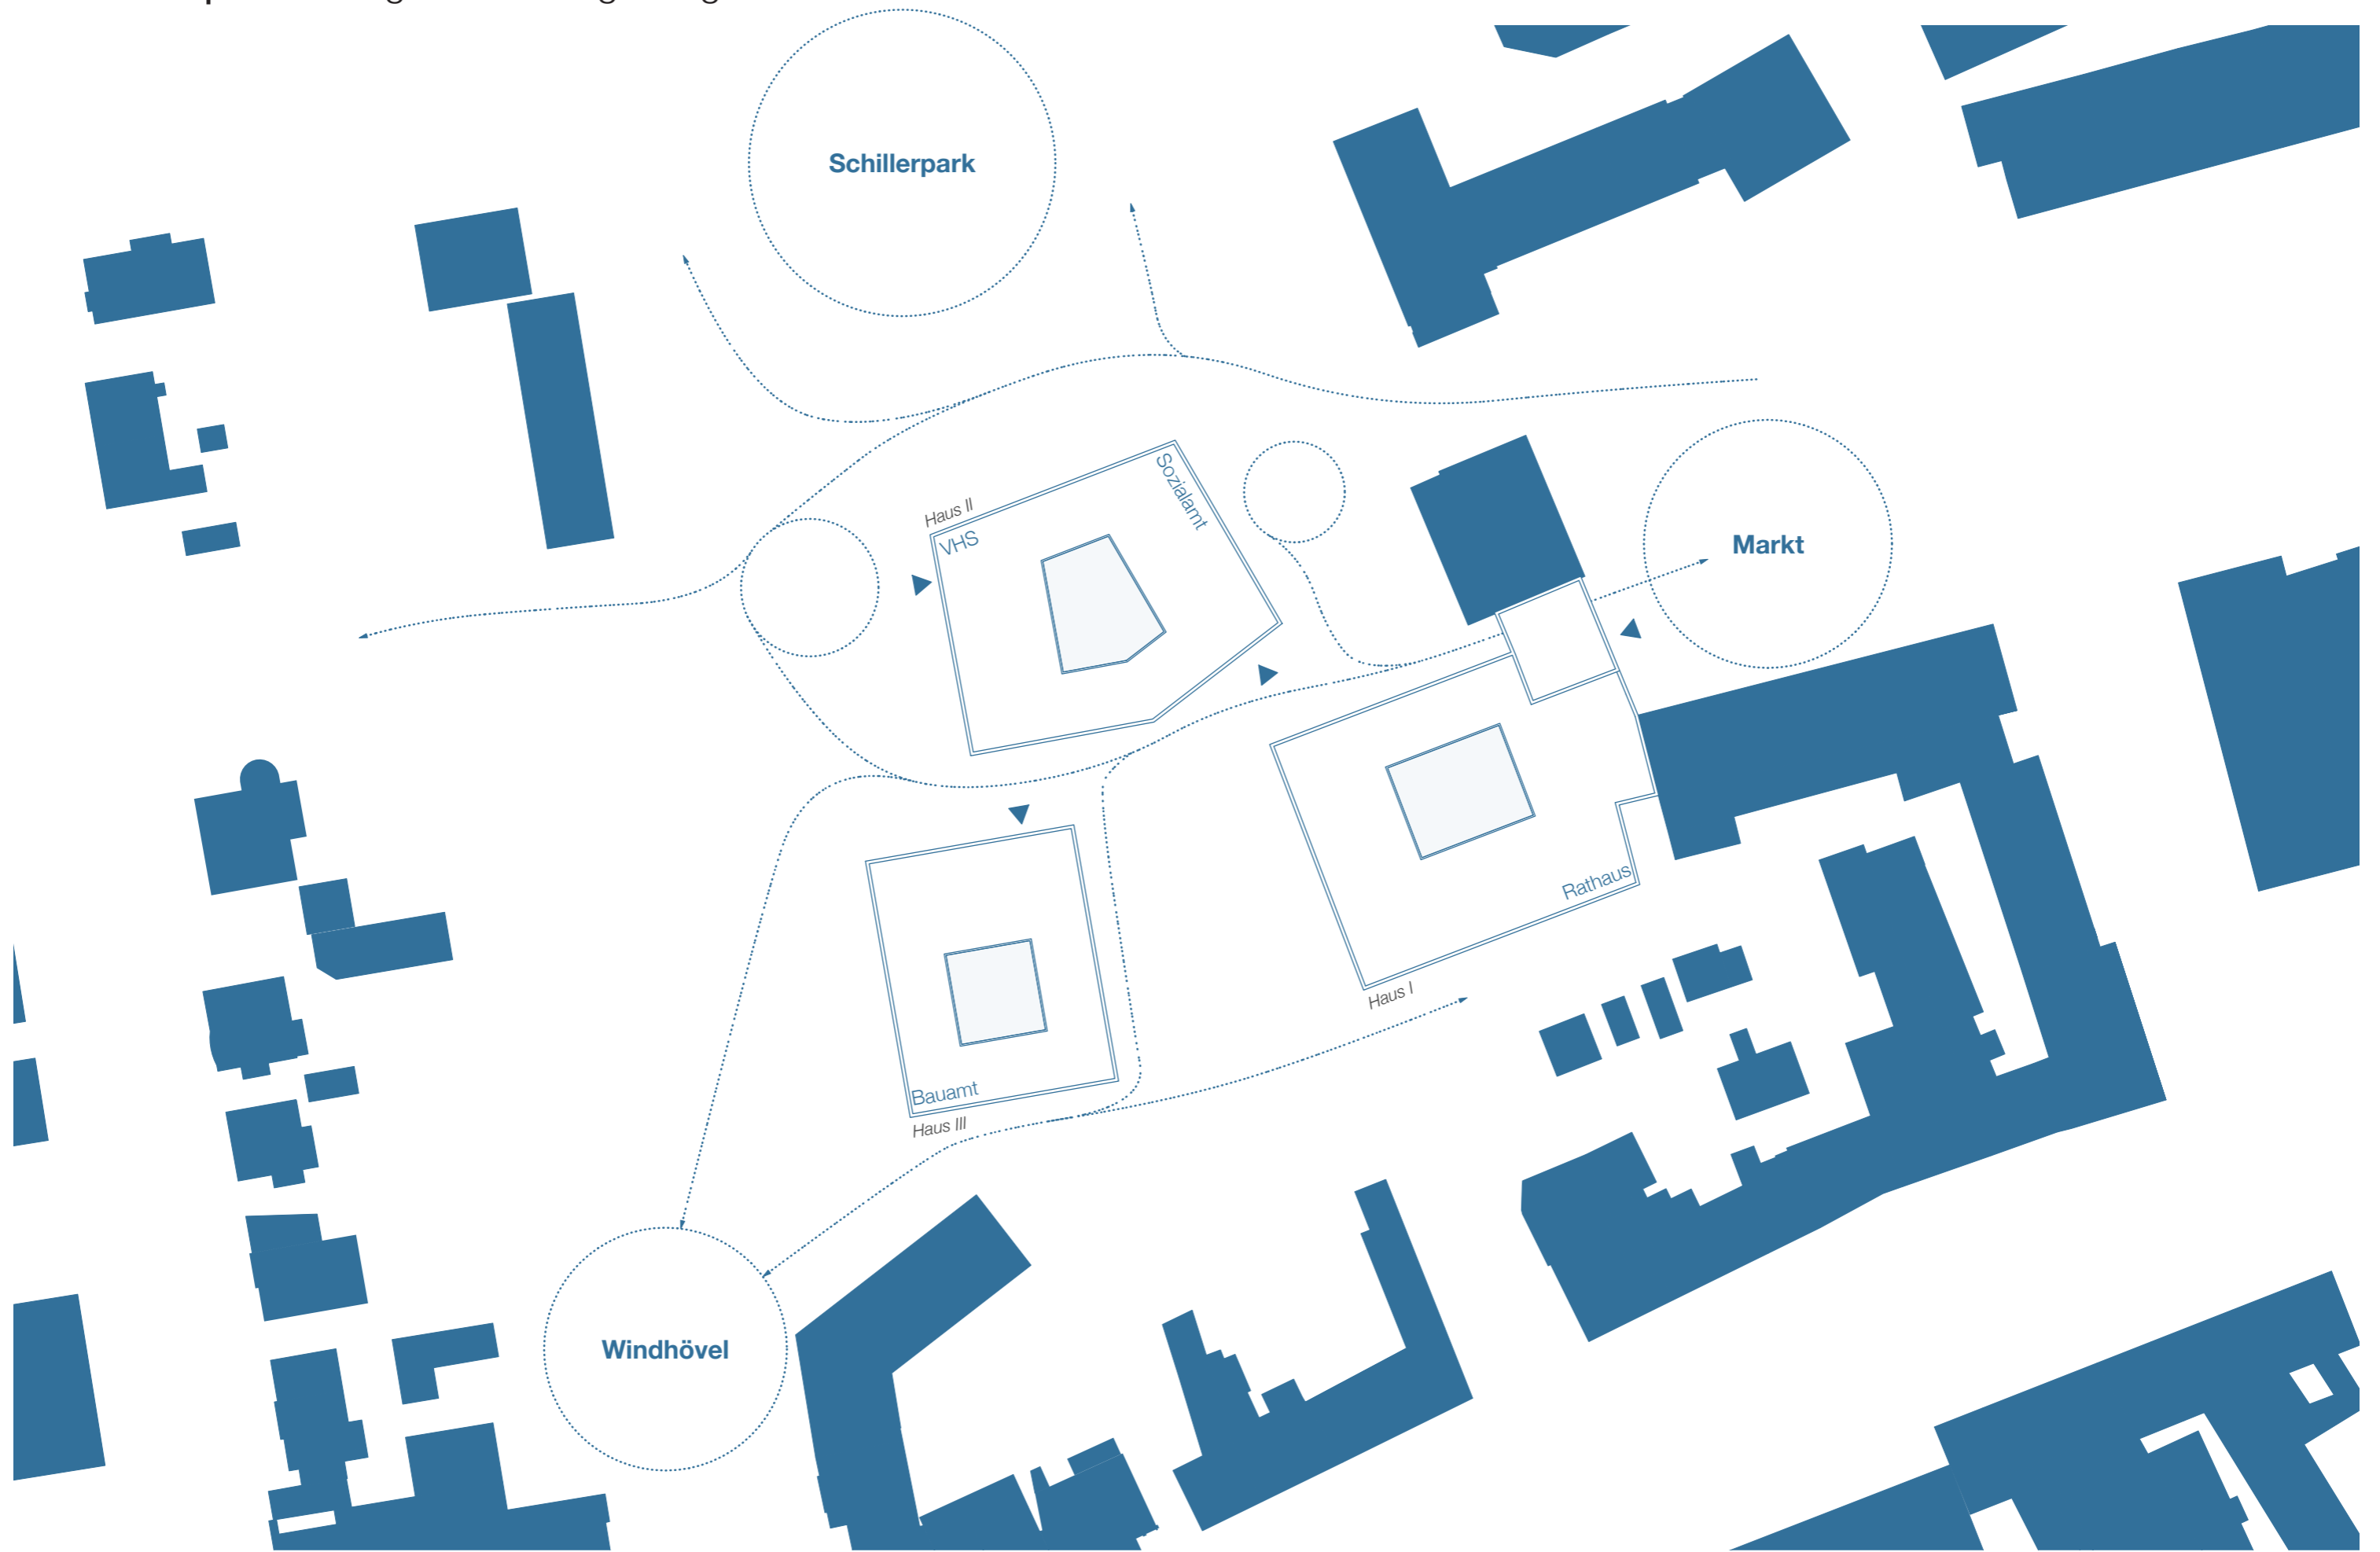 Schillerpark
Sozialamt
Haus II
VHS
Markt
Rathaus
Haus I
Bauamt
Haus III
Windhövel